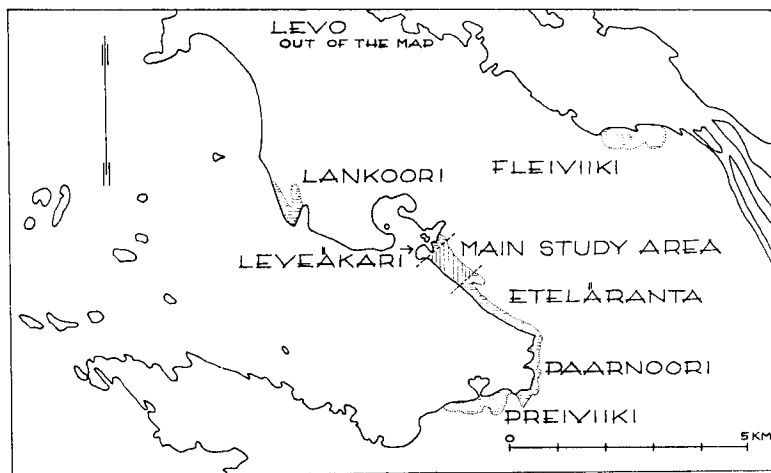 LEVO
OUT OF THE MAP
LANKOORI
FLEIVIIKI
MAIN STUDY AREA
LEVEÄKARI
ETELÄRANTA
PAARNOORI
PREIVIIKI
0
5 KM